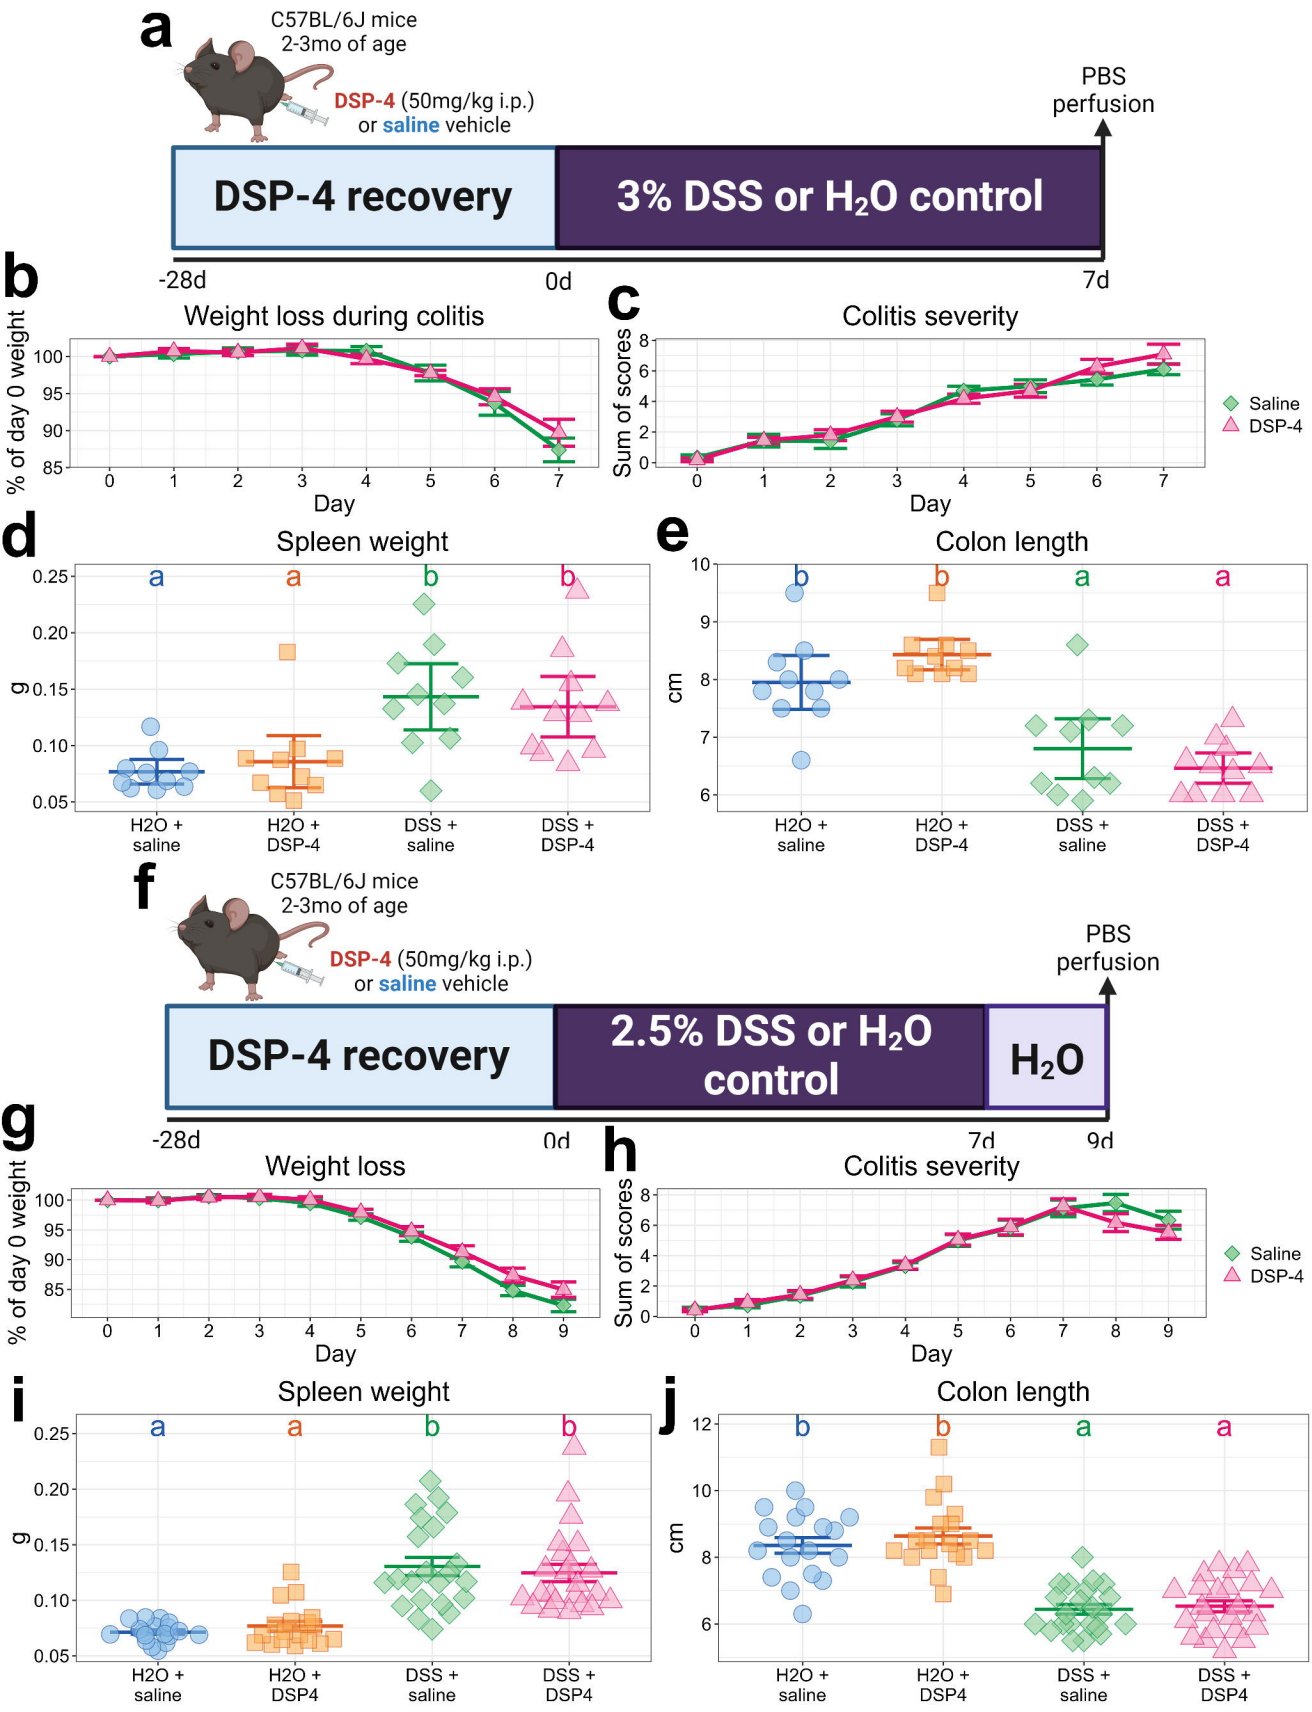 a
C57BL/6J mice
2-3mo of age
DSP-4 (50mg/kg i.p.)
or saline vehicle
PBS
perfusion
DSP-4 recovery
3% DSS or H₂O control
-28d
0d
7d
b
Weight loss during colitis
% of day 0 weight
100
95
90
85
0 1 2 3 4 5 6 7
Day
c
Colitis severity
Sum of scores
8
6
4
2
0
0 1 2 3 4 5 6 7
Day
Saline
DSP-4
d
Spleen weight
g
0.25
0.20
0.15
0.10
0.05
a a b b
H2O + saline
H2O + DSP-4
DSS + saline
DSS + DSP-4
e
Colon length
cm
10
9
8
7
6
b b a a
H2O + saline
H2O + DSP-4
DSS + saline
DSS + DSP-4
f
C57BL/6J mice
2-3mo of age
DSP-4 (50mg/kg i.p.)
or saline vehicle
PBS
perfusion
DSP-4 recovery
2.5% DSS or H₂O
control
H₂O
-28d
0d
7d
9d
g
Weight loss
% of day 0 weight
100
95
90
85
0 1 2 3 4 5 6 7 8 9
Day
h
Colitis severity
Sum of scores
8
6
4
2
0
0 1 2 3 4 5 6 7 8 9
Day
Saline
DSP-4
i
Spleen weight
g
0.25
0.20
0.15
0.10
0.05
a a b b
H2O + saline
H2O + DSP4
DSS + saline
DSS + DSP4
j
Colon length
cm
12
10
8
6
b b a a
H2O + saline
H2O + DSP4
DSS + saline
DSS + DSP4